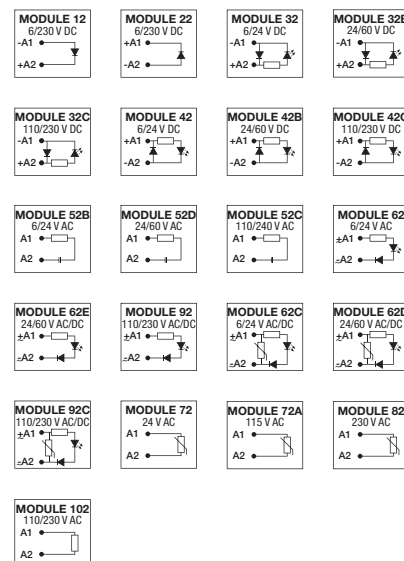 MODULE 12
6/230 V DC
-A1
+A2
MODULE 22
6/230 V DC
+A1
-A2
MODULE 32
6/24 V DC
-A1
+A2
MODULE 32B
24/60 V DC
-A1
+A2
MODULE 32C
110/230 V DC
-A1
+A2
MODULE 42
6/24 V DC
+A1
-A2
MODULE 42B
24/60 V DC
+A1
-A2
MODULE 42C
110/230 V DC
+A1
-A2
MODULE 52B
6/24 V AC
A1
A2
MODULE 52D
24/60 V AC
A1
A2
MODULE 52C
110/240 V AC
A1
A2
MODULE 62
6/24 V AC
±A1
±A2
MODULE 62E
24/60 V AC/DC
±A1
±A2
MODULE 92
110/230 V AC/DC
±A1
±A2
MODULE 62C
6/24 V AC/DC
±A1
±A2
MODULE 62D
24/60 V AC/DC
±A1
±A2
MODULE 92C
110/230 V AC/DC
±A1
±A2
MODULE 72
24 V AC
A1
A2
MODULE 72A
115 V AC
A1
A2
MODULE 82
230 V AC
A1
A2
MODULE 102
110/230 V AC
A1
A2